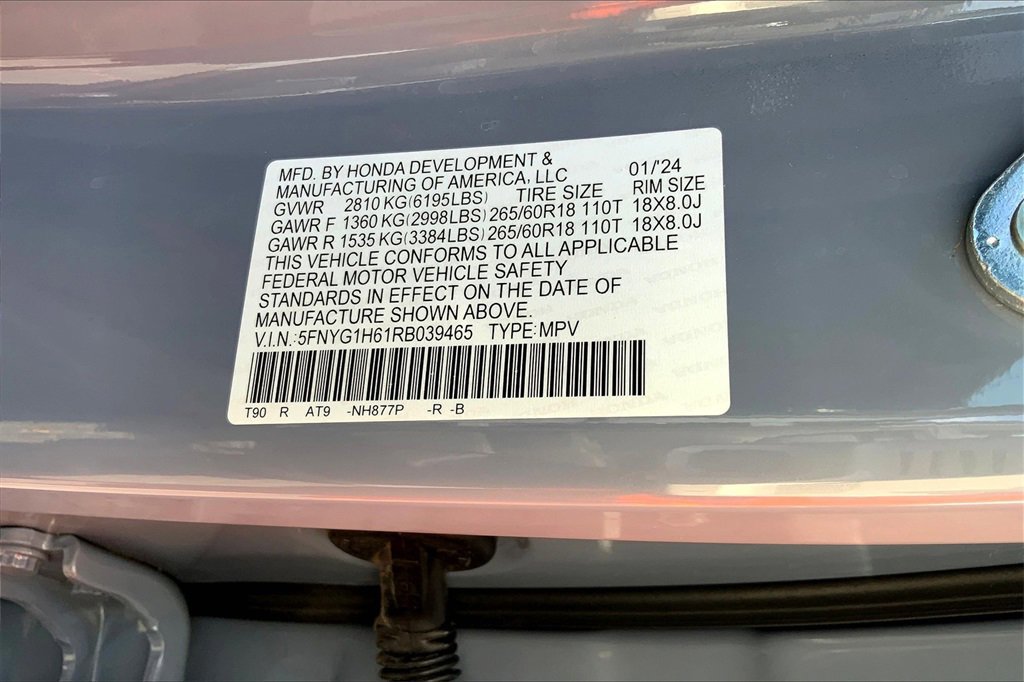 MFD. BY HONDA DEVELOPMENT & 01/'24
MANUFACTURING OF AMERICA, LLC
GVWR 2810 KG(6195LBS) TIRE SIZE RIM SIZE
GAWR F 1360 KG(2998LBS) 265/60R18 110T 18X8.0J
GAWR R 1535 KG(3384LBS) 265/60R18 110T 18X8.0J
THIS VEHICLE CONFORMS TO ALL APPLICABLE
FEDERAL MOTOR VEHICLE SAFETY
STANDARDS IN EFFECT ON THE DATE OF
MANUFACTURE SHOWN ABOVE.
V.I.N.:5FNYG1H61RB039465 TYPE:MPV
T90 R AT9 -NH877P -R -B